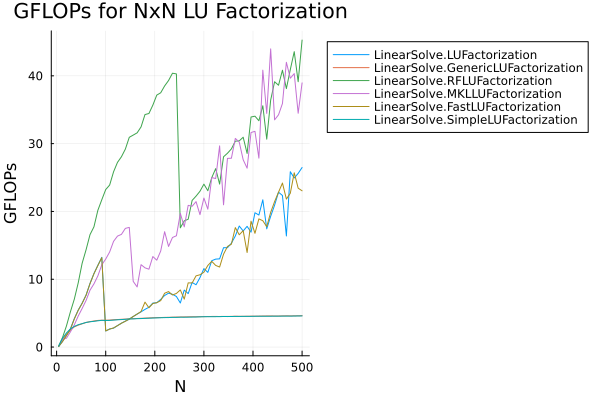 GFLOPs for NxN LU Factorization
LinearSolve.LUFactorization
LinearSolve.GenericLUFactorization
LinearSolve.RFLUFactorization
LinearSolve.MKLLUFactorization
LinearSolve.FastLUFactorization
LinearSolve.SimpleLUFactorization
GFLOPs
40
30
20
10
0
0 100 200 300 400 500
N